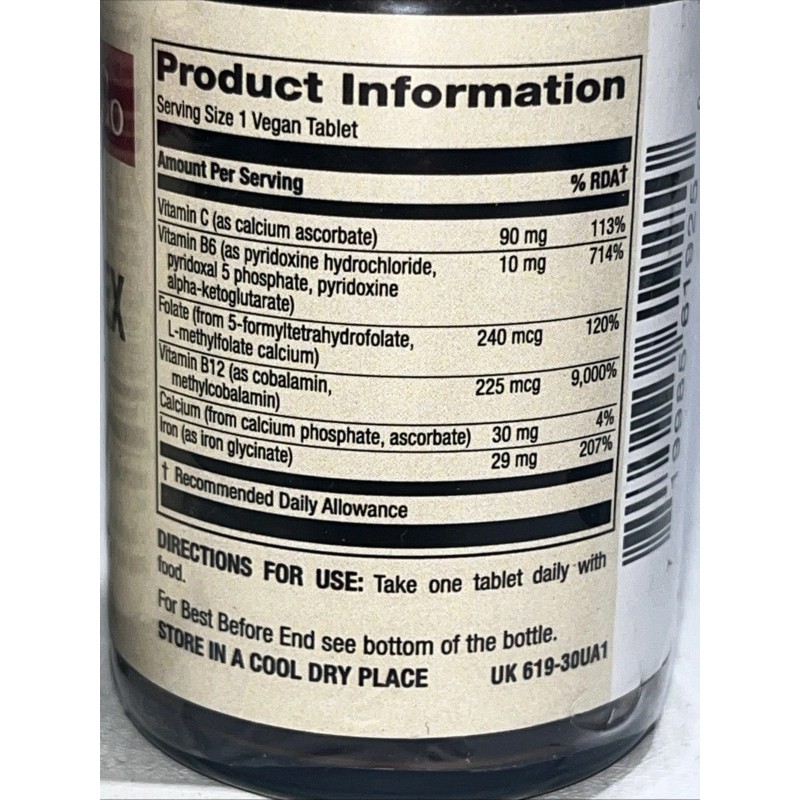 Product Information
Serving Size 1 Vegan Tablet
Amount Per Serving % RDA†
Vitamin C (as calcium ascorbate) 90 mg 113%
Vitamin B6 (as pyridoxine hydrochloride, 10 mg 714%
pyridoxal 5 phosphate, pyridoxine
alpha-ketoglutarate)
Folate (from 5-formyltetrahydrofolate, 240 mcg 120%
L-methylfolate calcium)
Vitamin B12 (as cobalamin, 225 mcg 9,000%
methylcobalamin)
Calcium (from calcium phosphate, ascorbate) 30 mg 4%
Iron (as iron glycinate) 29 mg 207%
† Recommended Daily Allowance
DIRECTIONS FOR USE: Take one tablet daily with
food.
For Best Before End see bottom of the bottle.
STORE IN A COOL DRY PLACE UK 619-30UA1